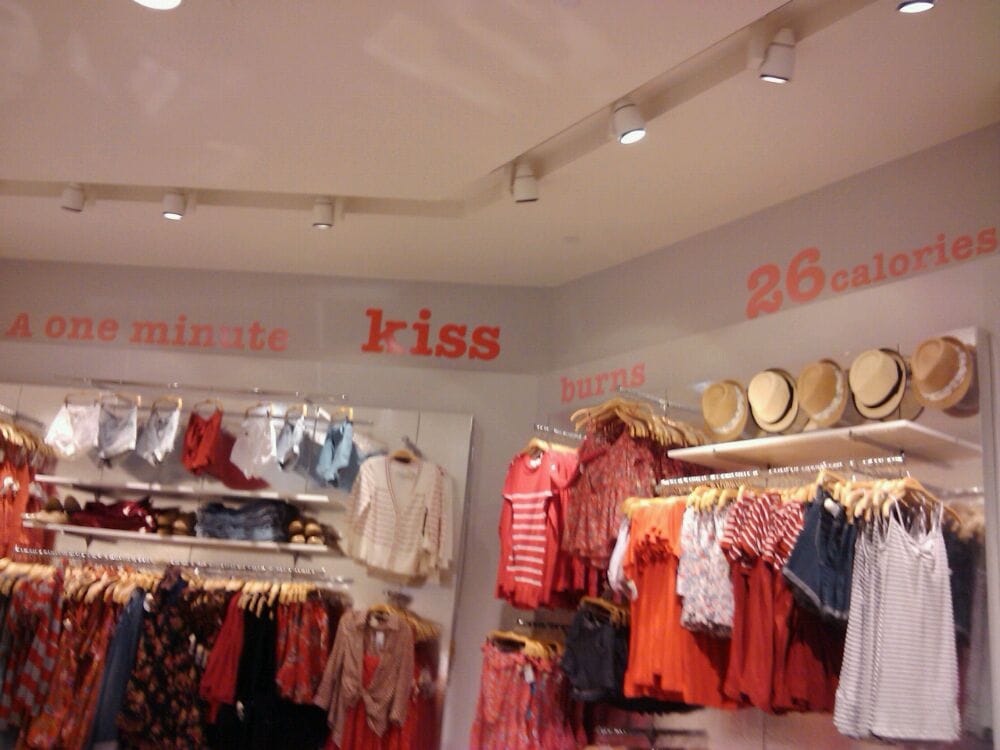 A one minute kiss
burns
26 calories